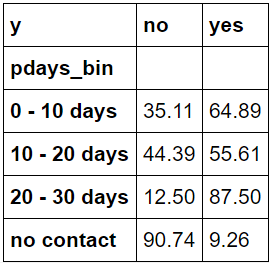 y no yes
pdays_bin
0 - 10 days 35.11 64.89
10 - 20 days 44.39 55.61
20 - 30 days 12.50 87.50
no contact 90.74 9.26